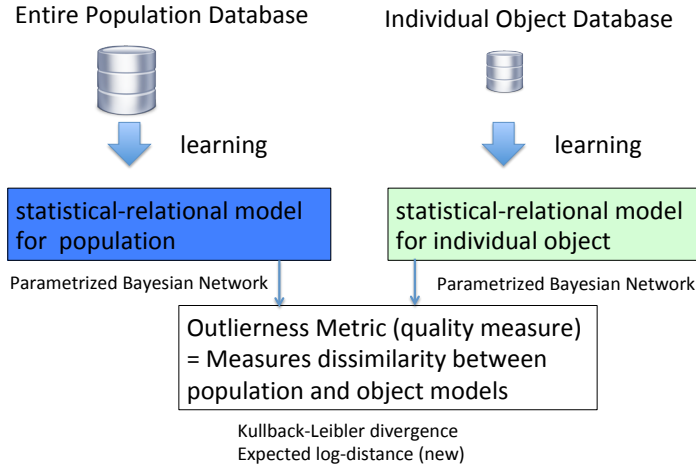 Entire Population Database
Individual Object Database
learning
learning
statistical-relational model
for population
statistical-relational model
for individual object
Parametrized Bayesian Network
Parametrized Bayesian Network
Outlierness Metric (quality measure)
= Measures dissimilarity between
population and object models
Kullback-Leibler divergence
Expected log-distance (new)